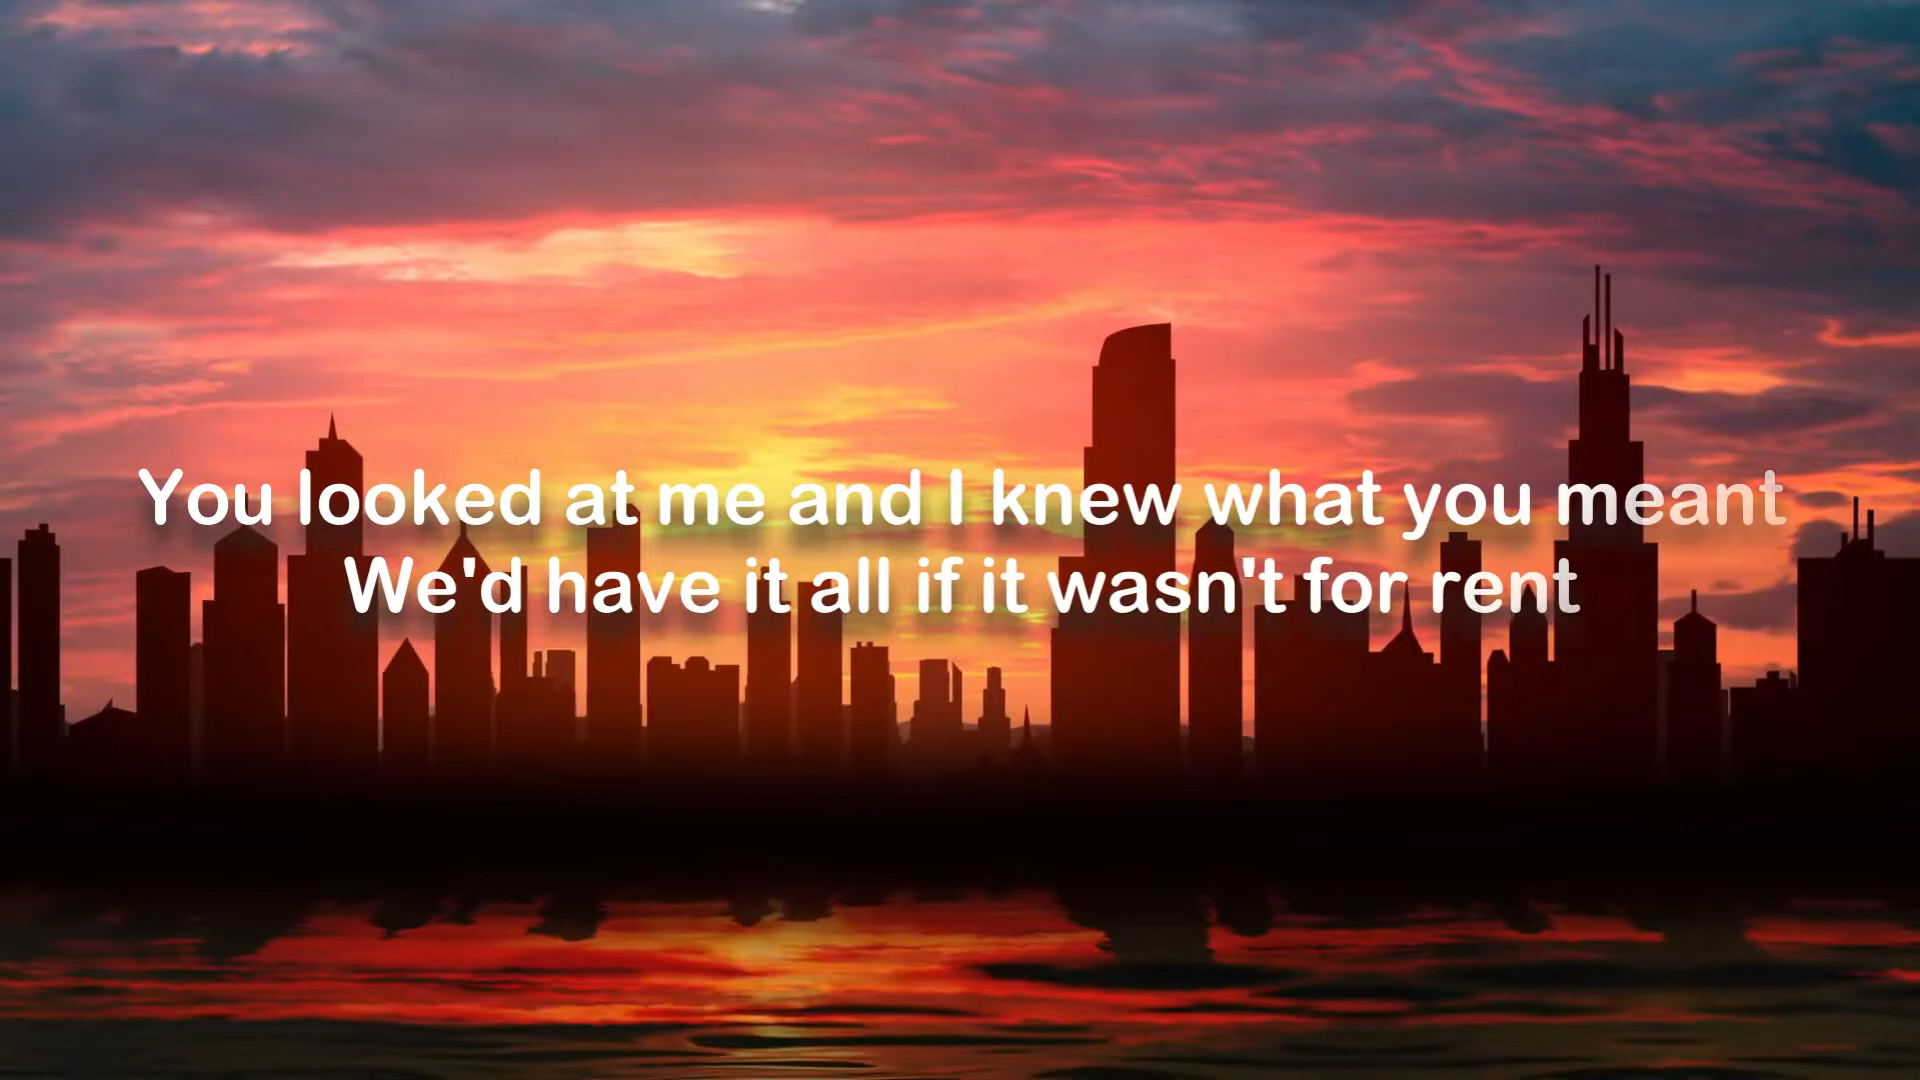 You looked at me and I knew what you meant
We'd have it all if it wasn't for rent